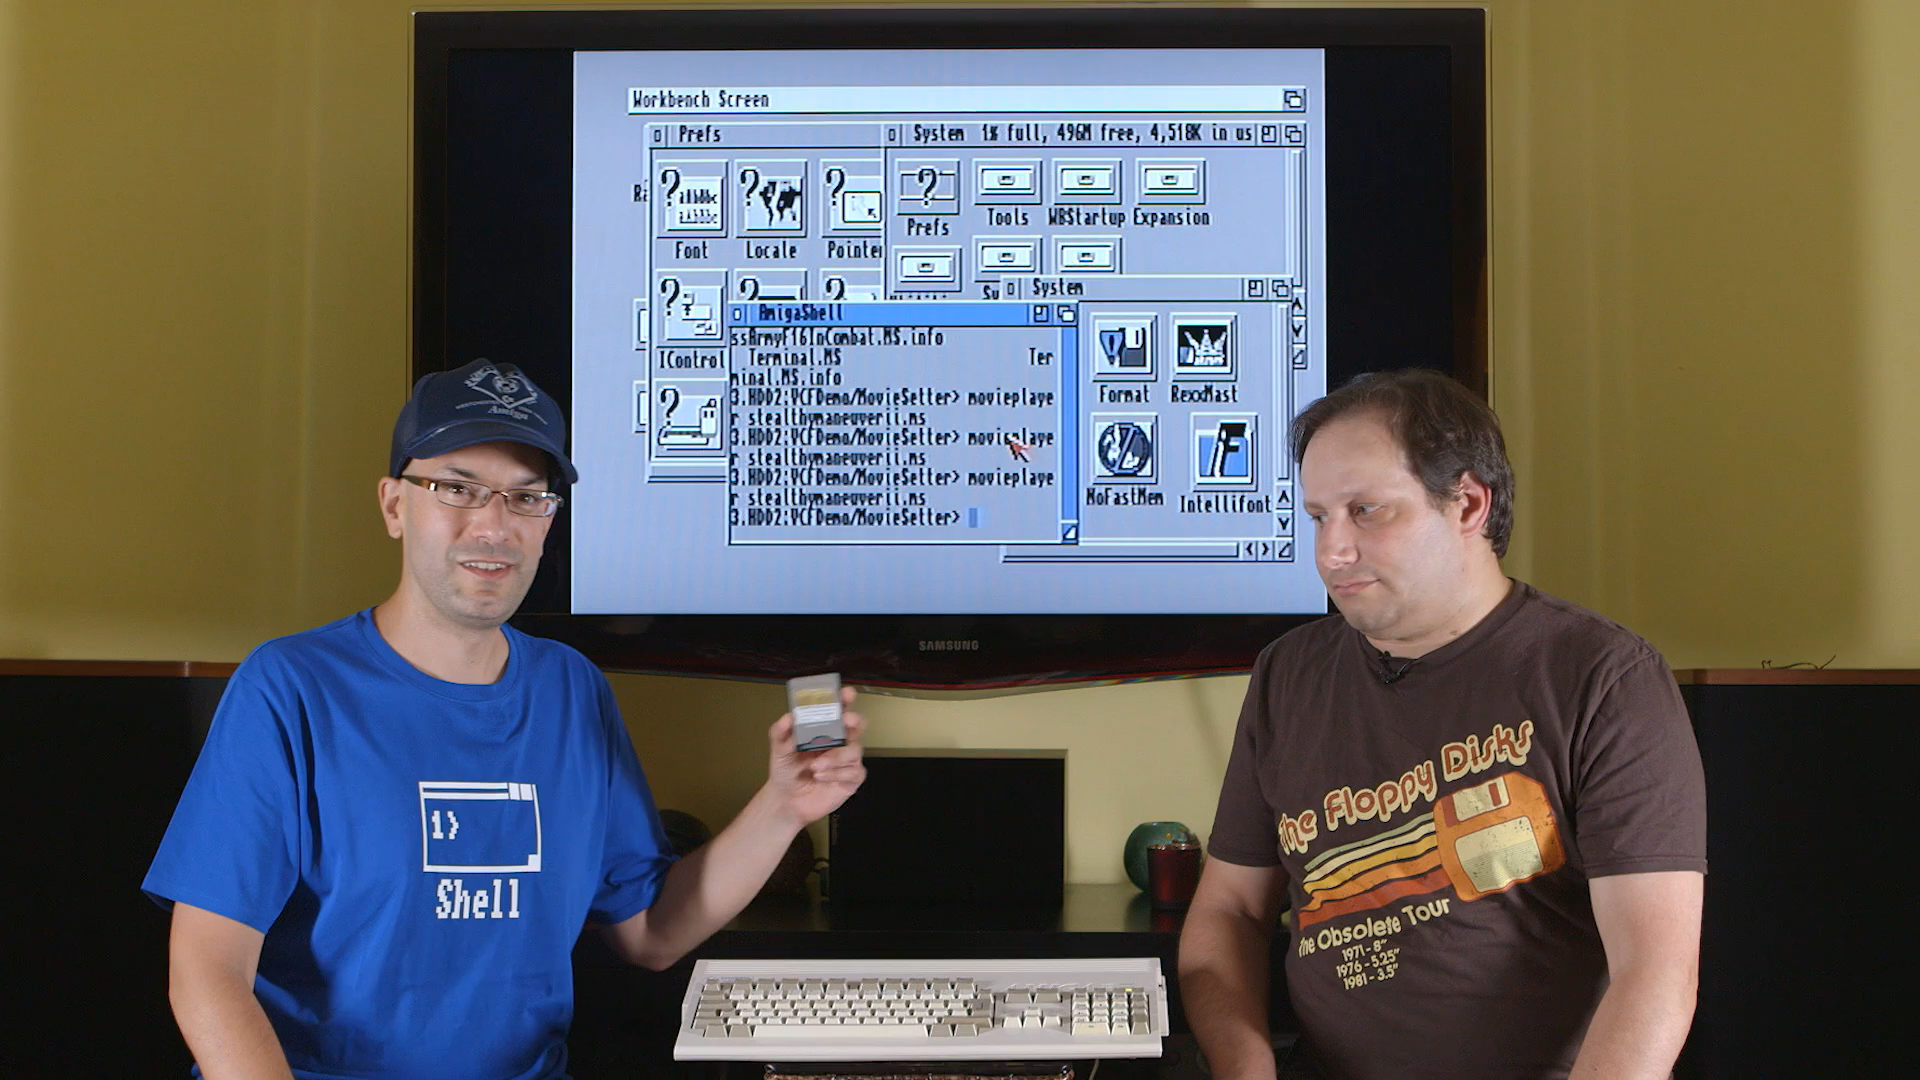 Workbench Screen
Prefs
System 1% full, 496M free, 4,518K in us
Font
Locale
Pointer
Prefs
Tools
WBStartup
Expansion
IControl
System
AmigaShell
ssArmyF16InCombat.MS.info
Terminal.MS Ter
minal.MS.info
3.HDD2:VCFDemo/MovieSetter> movieplaye
r stealthymaneuverii.ms
3.HDD2:VCFDemo/MovieSetter> movieplaye
r stealthymaneuverii.ms
3.HDD2:VCFDemo/MovieSetter> movieplaye
r stealthymaneuverii.ms
3.HDD2:VCFDemo/MovieSetter>
Format
RexxMast
NoFastMem
Intellifont
SAMSUNG
Amiga
1>
Shell
The Floppy Disks
The Obsolete Tour
1971 - 8"
1976 - 5.25"
1981 - 3.5"